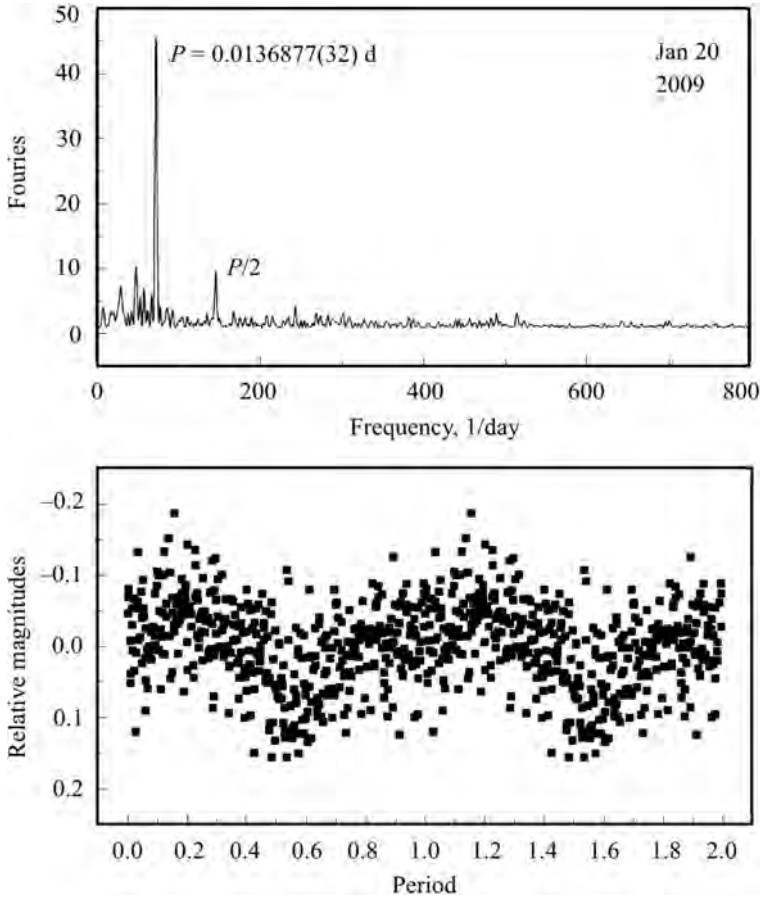 50
40
30
20
10
0
Fouries
P = 0.0136877(32) d
Jan 20
2009
P/2
0 200 400 600 800
Frequency, 1/day
–0.2
–0.1
0.0
0.1
0.2
Relative magnitudes
0.0 0.2 0.4 0.6 0.8 1.0 1.2 1.4 1.6 1.8 2.0
Period